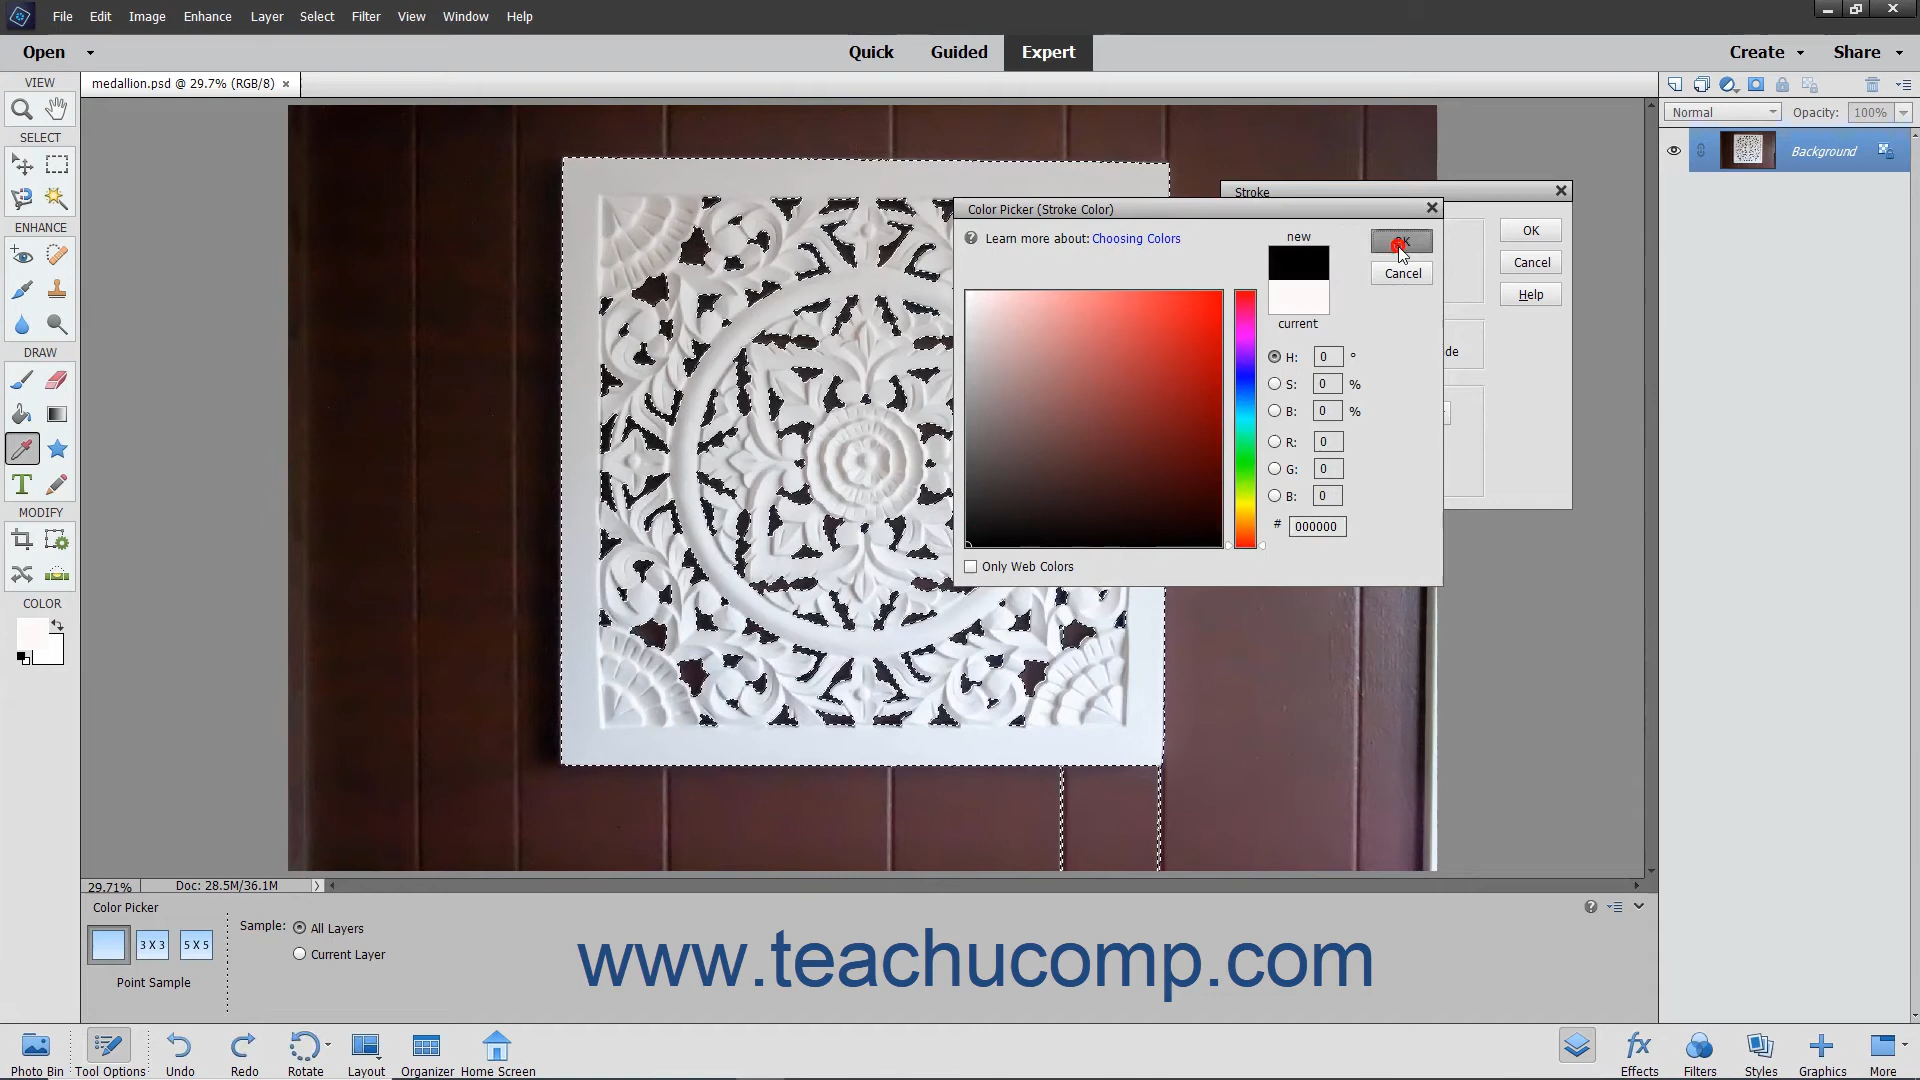 File Edit Image Enhance Layer Select Filter View Window Help
Open Quick Guided Expert Create Share
VIEW
medallion.psd @ 29.7% (RGB/8) ×
Normal Opacity: 100%
Background
SELECT
ENHANCE
DRAW
MODIFY
COLOR
Stroke
OK
Cancel
Help
de
Color Picker (Stroke Color)
Learn more about: Choosing Colors
new
current
OK
Cancel
H: 0 °
S: 0 %
B: 0 %
R: 0
G: 0
B: 0
# 000000
Only Web Colors
29.71% Doc: 28.5M/36.1M
Color Picker
3 X 3 5 X 5
Point Sample
Sample: All Layers
Current Layer
www.teachucomp.com
Photo Bin Tool Options Undo Redo Rotate Layout Organizer Home Screen
fx
Effects Filters Styles Graphics More